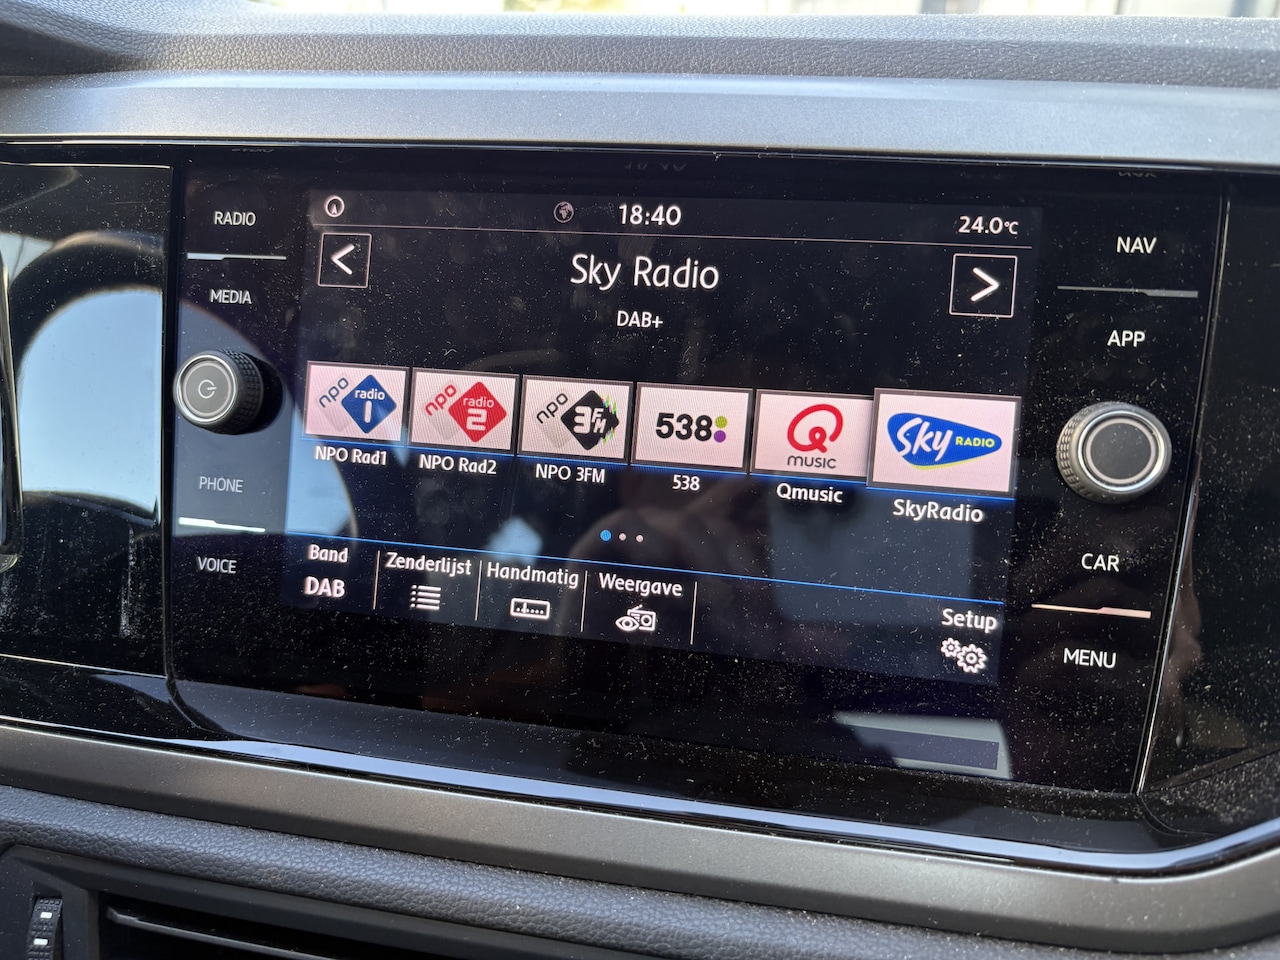 RADIO
MEDIA
PHONE
VOICE
18:40
24.0°C
<
Sky Radio
>
DAB+
npo radio 1
npo radio 2
npo 3FM
538
Q MUSIC
Sky RADIO
NPO Rad1
NPO Rad2
NPO 3FM
538
Qmusic
SkyRadio
Band
DAB
Zenderlijst
Handmatig
Weergave
Setup
NAV
APP
CAR
MENU